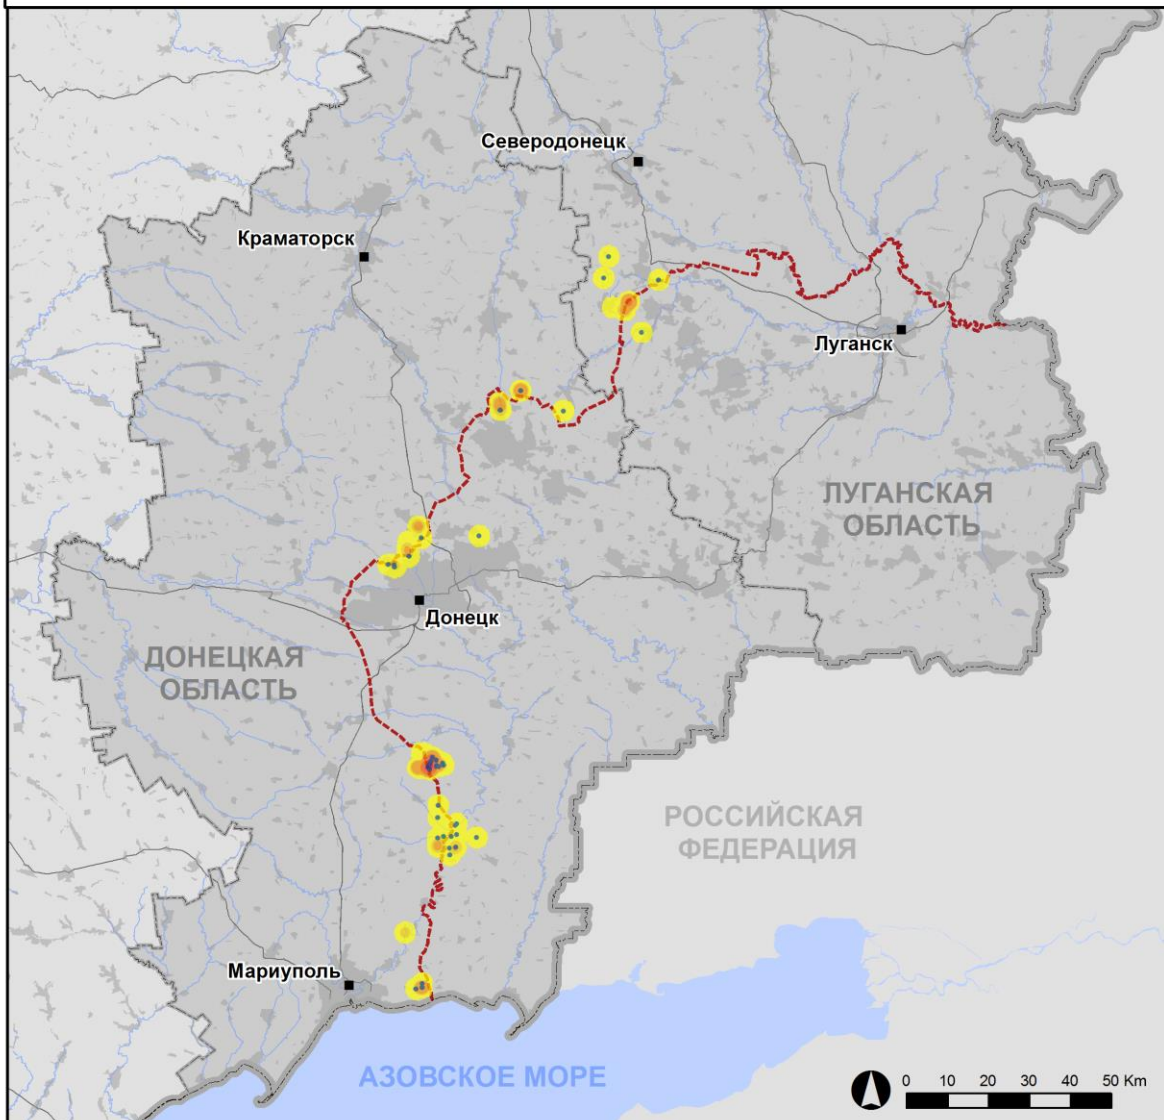 Северодонецк
Краматорск
Луганск
ЛУГАНСКАЯ
ОБЛАСТЬ
Донецк
ДОНЕЦКАЯ
ОБЛАСТЬ
РОССИЙСКАЯ
ФЕДЕРАЦИЯ
Мариуполь
АЗОВСКОЕ МОРЕ
0 10 20 30 40 50 Km